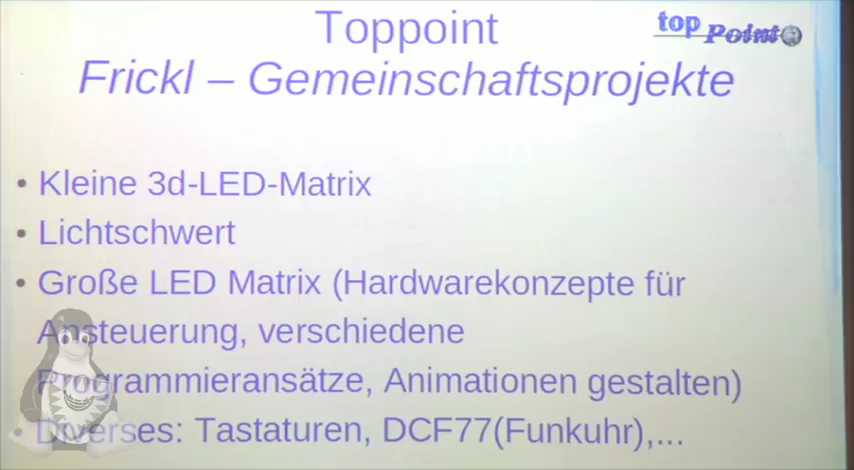 Toppoint
top Point
Frickl – Gemeinschaftsprojekte
• Kleine 3d-LED-Matrix
• Lichtschwert
• Große LED Matrix (Hardwarekonzepte für
Ansteuerung, verschiedene
Programmieransätze, Animationen gestalten)
Diverses: Tastaturen, DCF77(Funkuhr),...